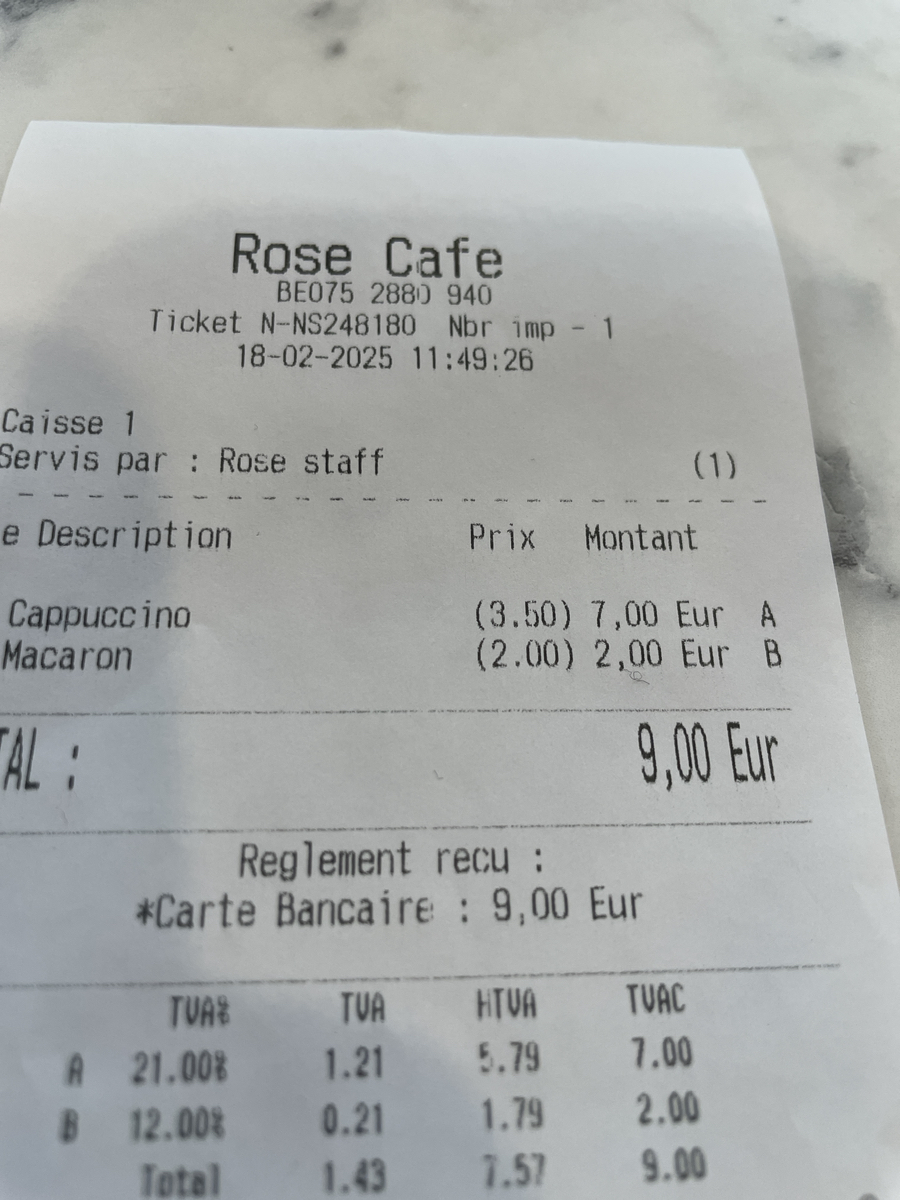 Rose Cafe
BE075 2880 940
Ticket N-NS248180 Nbr imp - 1
18-02-2025 11:49:26
Caisse 1
Servis par : Rose staff (1)
e Description Prix Montant
Cappuccino (3.50) 7,00 Eur A
Macaron (2.00) 2,00 Eur B
TAL : 9,00 Eur
Reglement recu :
*Carte Bancaire : 9,00 Eur
TVA% TVA HTVA TVAC
A 21.00% 1.21 5.79 7.00
B 12.00% 0.21 1.79 2.00
Total 1.43 7.57 9.00